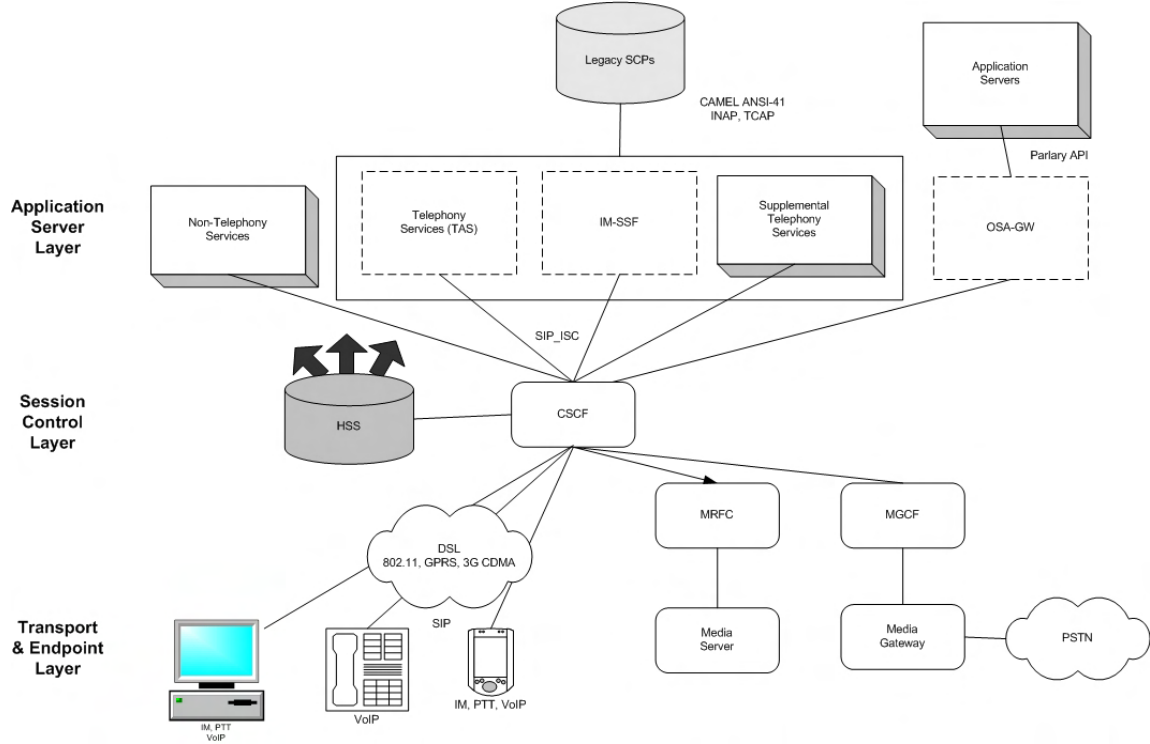 Legacy SCPs
Application
Servers
CAMEL ANSI-41
INAP, TCAP
Parlary API
Application
Server
Layer
Non-Telephony
Services
Telephony
Services (TAS)
IM-SSF
Supplemental
Telephony
Services
OSA-GW
SIP_ISC
Session
Control
Layer
HSS
CSCF
MRFC
MGCF
DSL
802.11, GPRS, 3G CDMA
SIP
Transport
& Endpoint
Layer
Media
Server
Media
Gateway
PSTN
IM, PTT
VoIP
VoIP
IM, PTT, VoIP